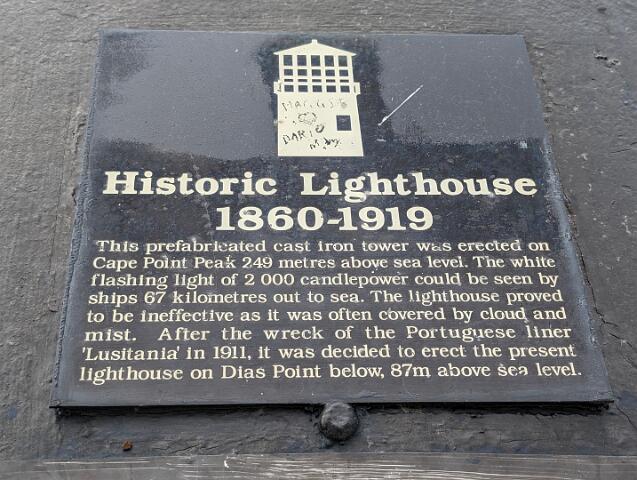 MARGUS
DARIO
Historic Lighthouse
1860-1919
This prefabricated cast iron tower was erected on
Cape Point Peak 249 metres above sea level. The white
flashing light of 2 000 candlepower could be seen by
ships 67 kilometres out to sea. The lighthouse proved
to be ineffective as it was often covered by cloud and
mist. After the wreck of the Portuguese liner
'Lusitania' in 1911, it was decided to erect the present
lighthouse on Dias Point below, 87m above sea level.